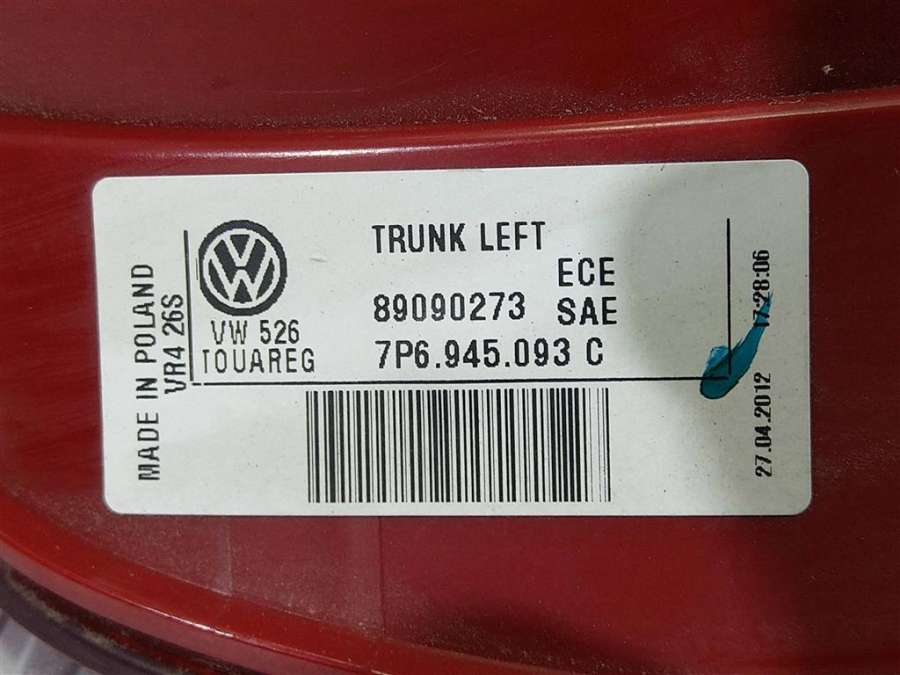 MADE IN POLAND
VR4 26S
VW
VW 526
TOUAREG
TRUNK LEFT
ECE
89090273 SAE
7P6.945.093 C
27.04.2012 17:28:06